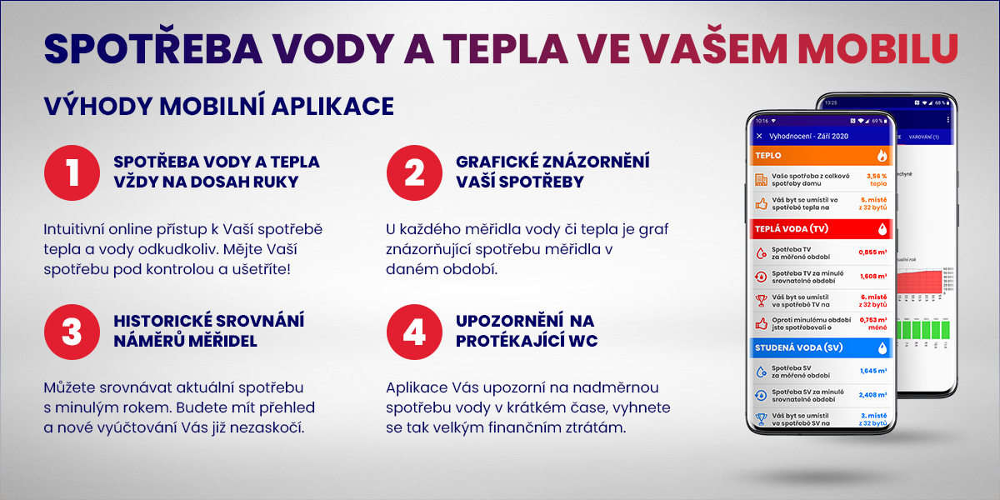 SPOTŘEBA VODY A TEPLA VE VAŠEM MOBILU
VÝHODY MOBILNÍ APLIKACE
1
SPOTŘEBA VODY A TEPLA
VŽDY NA DOSAH RUKY
Intuitivní online přístup k Vaší spotřebě
tepla a vody odkudkoliv. Mějte Vaší
spotřebu pod kontrolou a ušetříte!
2
GRAFICKÉ ZNÁZORNĚNÍ
VAŠÍ SPOTŘEBY
U každého měřidla vody či tepla je graf
znázorňující spotřebu měřidla v
daném období.
3
HISTORICKÉ SROVNÁNÍ
NÁMĚRŮ MĚŘIDEL
Můžete srovnávat aktuální spotřebu
s minulým rokem. Budete mít přehled
a nové vyúčtování Vás již nezaskočí.
4
UPOZORNĚNÍ NA
PROTÉKAJÍCÍ WC
Aplikace Vás upozorní na nadměrnou
spotřebu vody v krátkém čase, vyhnete
se tak velkým finančním ztrátám.
10:16 69 %
Vyhodnocení - Září 2020
TEPLO
Vaše spotřeba z celkové 3,56 %
spotřeby domu tepla
Váš byt se umístil ve 5. místě
spotřebě tepla na z 32 bytů
TEPLÁ VODA (TV)
Spotřeba TV 0,855 m³
za měřené období
Spotřeba TV za minulé 1,608 m³
srovnatelné období
Váš byt se umístil 6. místě
ve spotřebě TV na z 32 bytů
Oproti minulému období 0,753 m³
jste spotřebovali o méně
STUDENÁ VODA (SV)
Spotřeba SV 1,645 m³
za měřené období
Spotřeba SV za minulé 2,408 m³
srovnatelné období
Váš byt se umístil 3. místě
ve spotřebě SV na z 32 bytů
13:25 68 %
VAROVÁNÍ (1)